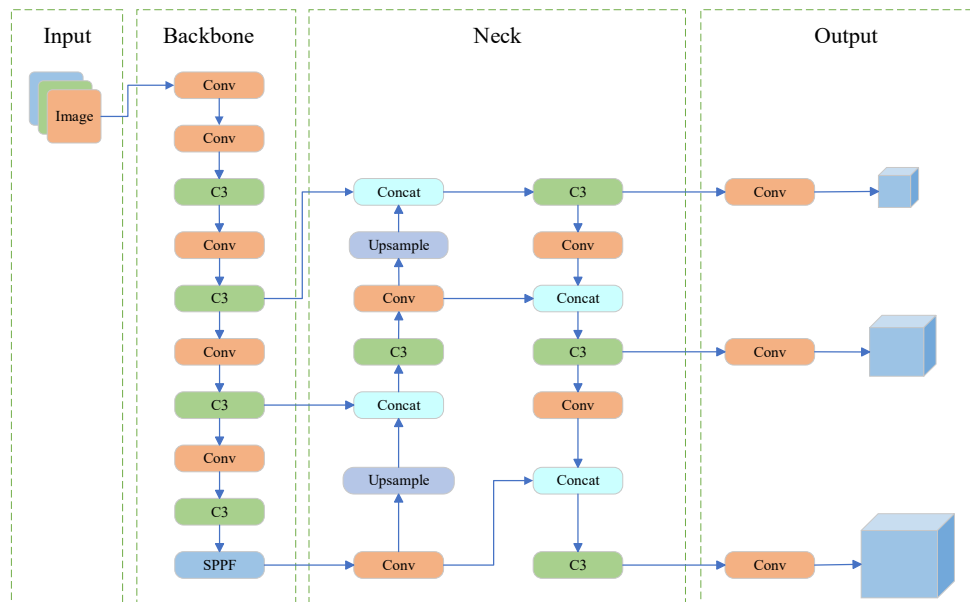 Input
Backbone
Neck
Output
Image
Conv
Conv
C3
Conv
C3
Conv
C3
Conv
C3
SPPF
Concat
Upsample
Conv
C3
Concat
Upsample
Conv
C3
Conv
Concat
C3
Conv
Concat
C3
Conv
Conv
Conv